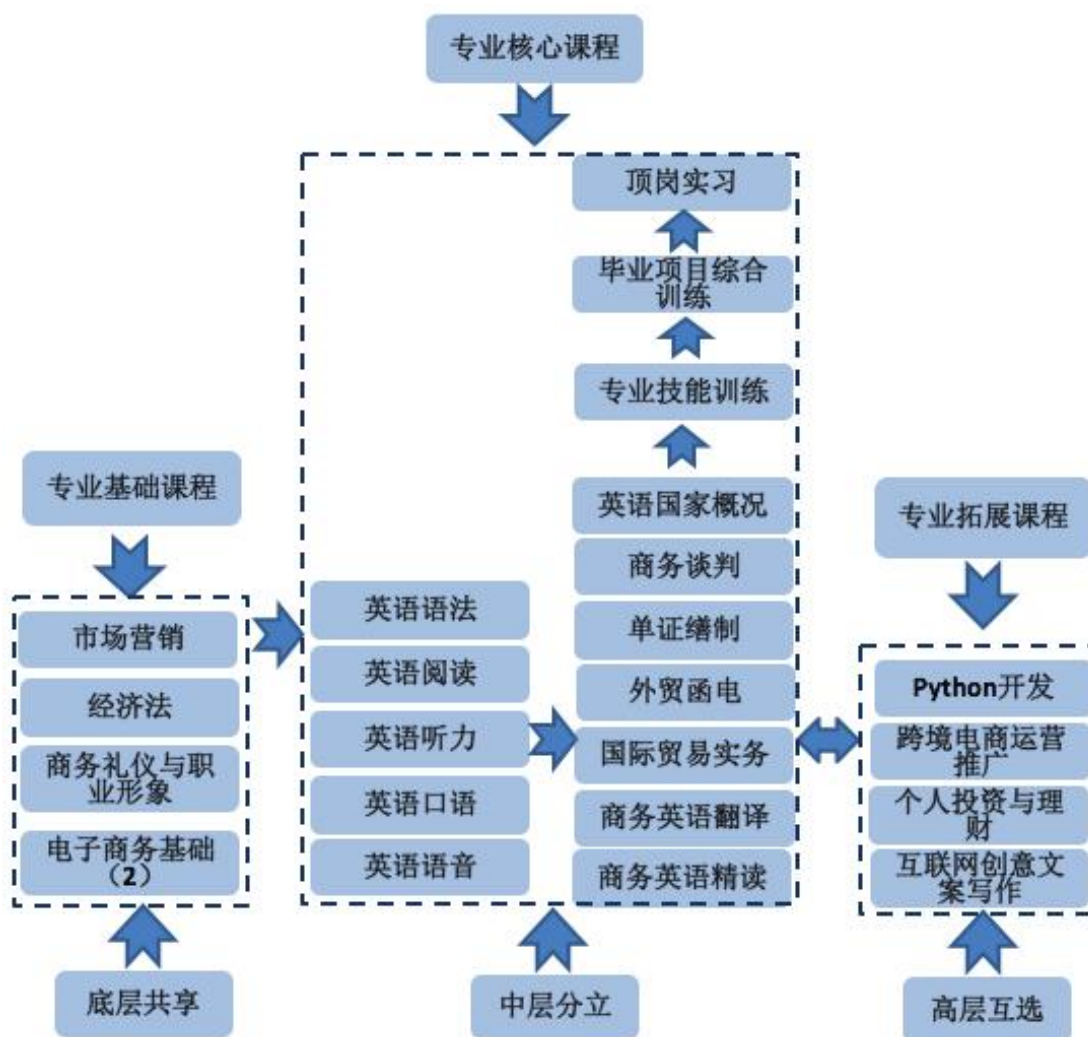 专业核心课程
顶岗实习
毕业项目综合
训练
专业技能训练
专业基础课程
市场营销
经济法
商务礼仪与职
业形象
电子商务基础
（2）
英语语法
英语阅读
英语听力
英语口语
英语语音
英语国家概况
商务谈判
单证缮制
外贸函电
国际贸易实务
商务英语翻译
商务英语精读
专业拓展课程
Python开发
跨境电商运营
推广
个人投资与理
财
互联网创意文
案写作
底层共享
中层分立
高层互选